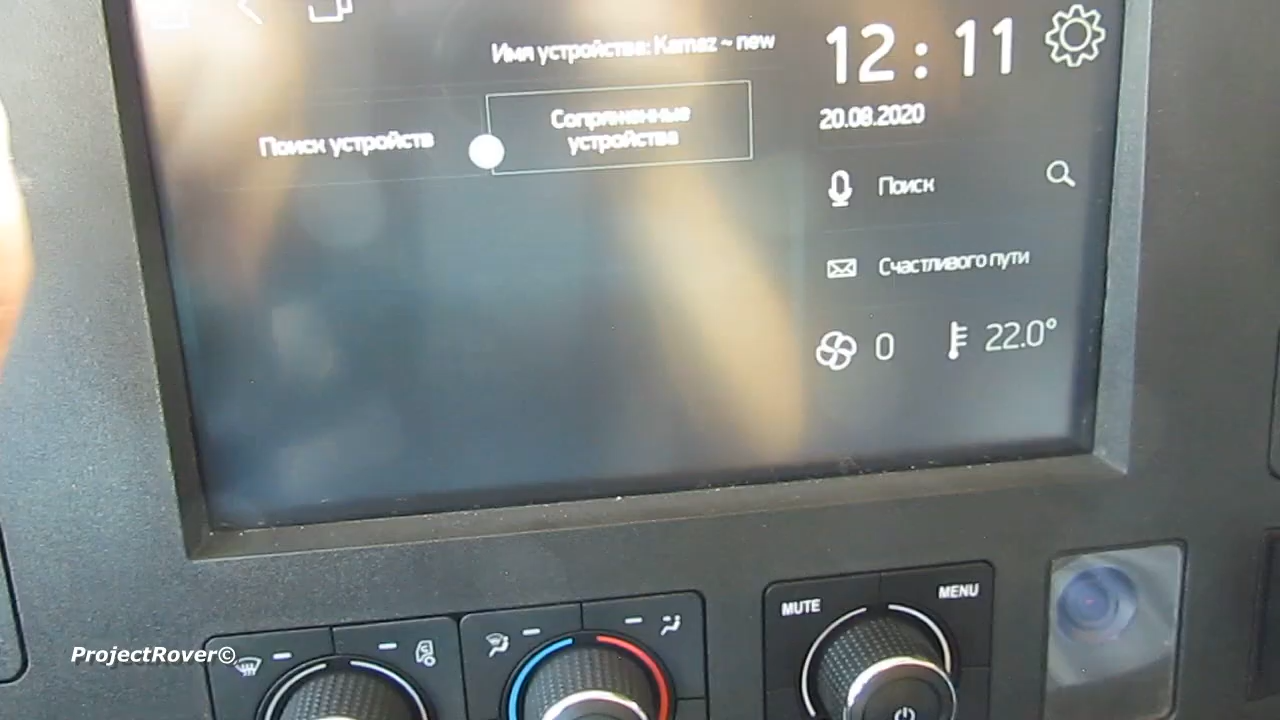 Имя устройства: Kamaz ~ new
12 : 11
20.08.2020
Поиск устройств
Сопряженные
устройства
Поиск
Счастливого пути
0
22.0°
MUTE
MENU
ProjectRover©